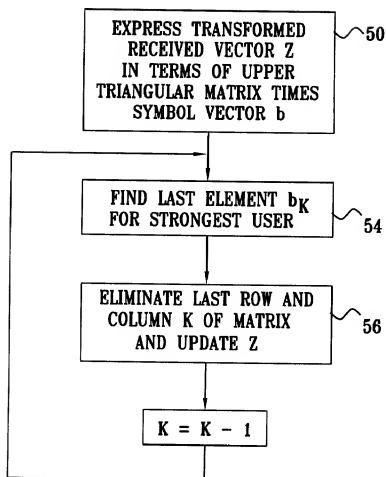 EXPRESS TRANSFORMED
RECEIVED VECTOR Z
IN TERMS OF UPPER
TRIANGULAR MATRIX TIMES
SYMBOL VECTOR b
50
FIND LAST ELEMENT bK
FOR STRONGEST USER
54
ELIMINATE LAST ROW AND
COLUMN K OF MATRIX
AND UPDATE Z
56
K = K - 1